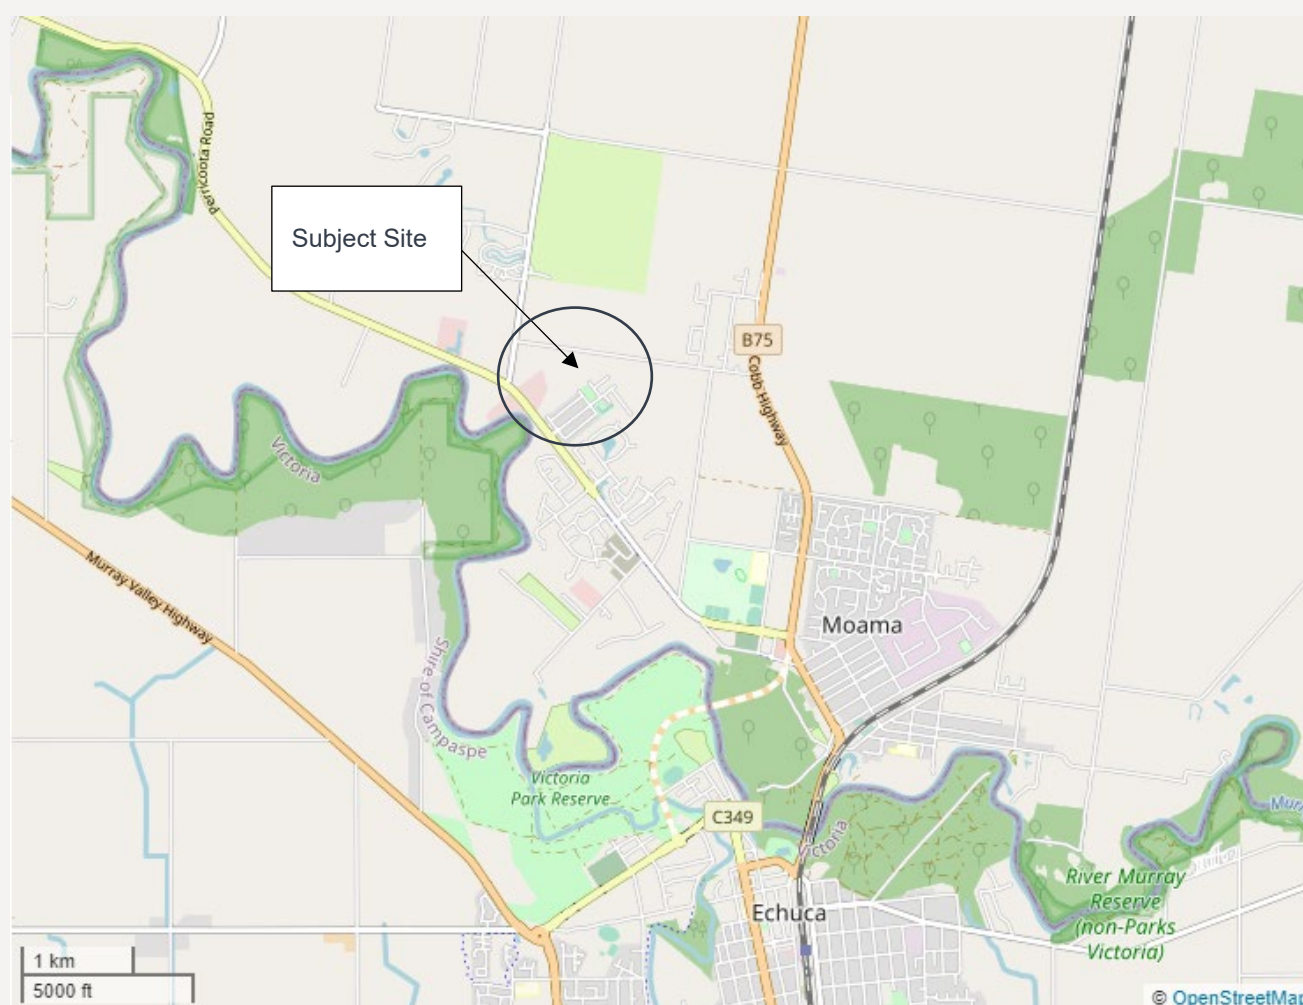 Perricoota Road
Subject Site
B75
Cobb Highway
Victoria
Murray Valley Highway
Moama
Shire of Campaspe
Victoria
Park Reserve
C349
Victoria
Echuca
River Murray
Reserve
(non-Parks
Victoria)
1 km
5000 ft
© OpenStreetMap